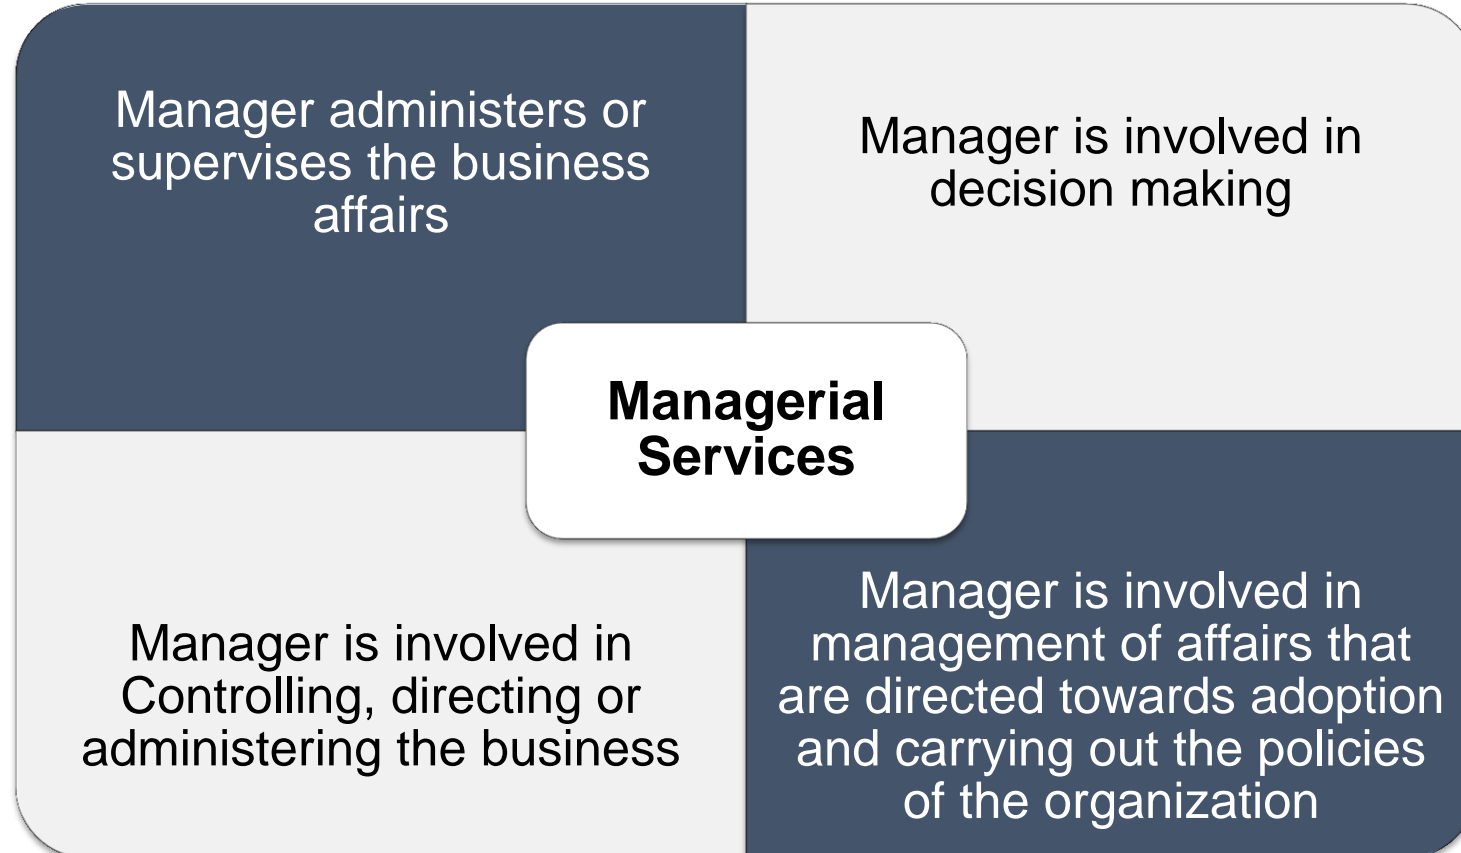 Manager administers or
supervises the business
affairs
Manager is involved in
decision making
Managerial
Services
Manager is involved in
Controlling, directing or
administering the business
Manager is involved in
management of affairs that
are directed towards adoption
and carrying out the policies
of the organization